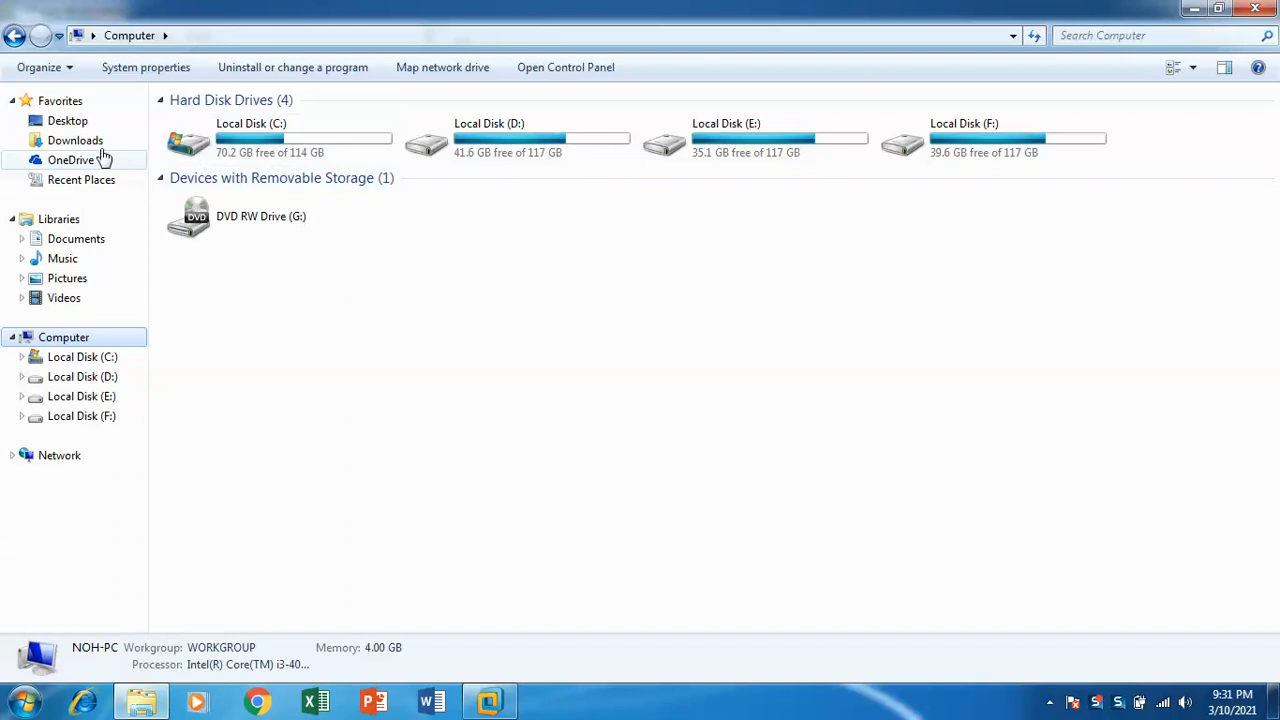 Computer
Search Computer
Organize System properties Uninstall or change a program Map network drive Open Control Panel
Favorites
Desktop
Downloads
OneDrive
Recent Places
Libraries
Documents
Music
Pictures
Videos
Computer
Local Disk (C:)
Local Disk (D:)
Local Disk (E:)
Local Disk (F:)
Network
Hard Disk Drives (4)
Local Disk (C:)
70.2 GB free of 114 GB
Local Disk (D:)
41.6 GB free of 117 GB
Local Disk (E:)
35.1 GB free of 117 GB
Local Disk (F:)
39.6 GB free of 117 GB
Devices with Removable Storage (1)
DVD
DVD RW Drive (G:)
NOH-PC Workgroup: WORKGROUP Memory: 4.00 GB
Processor: Intel(R) Core(TM) i3-40...
9:31 PM
3/10/2021